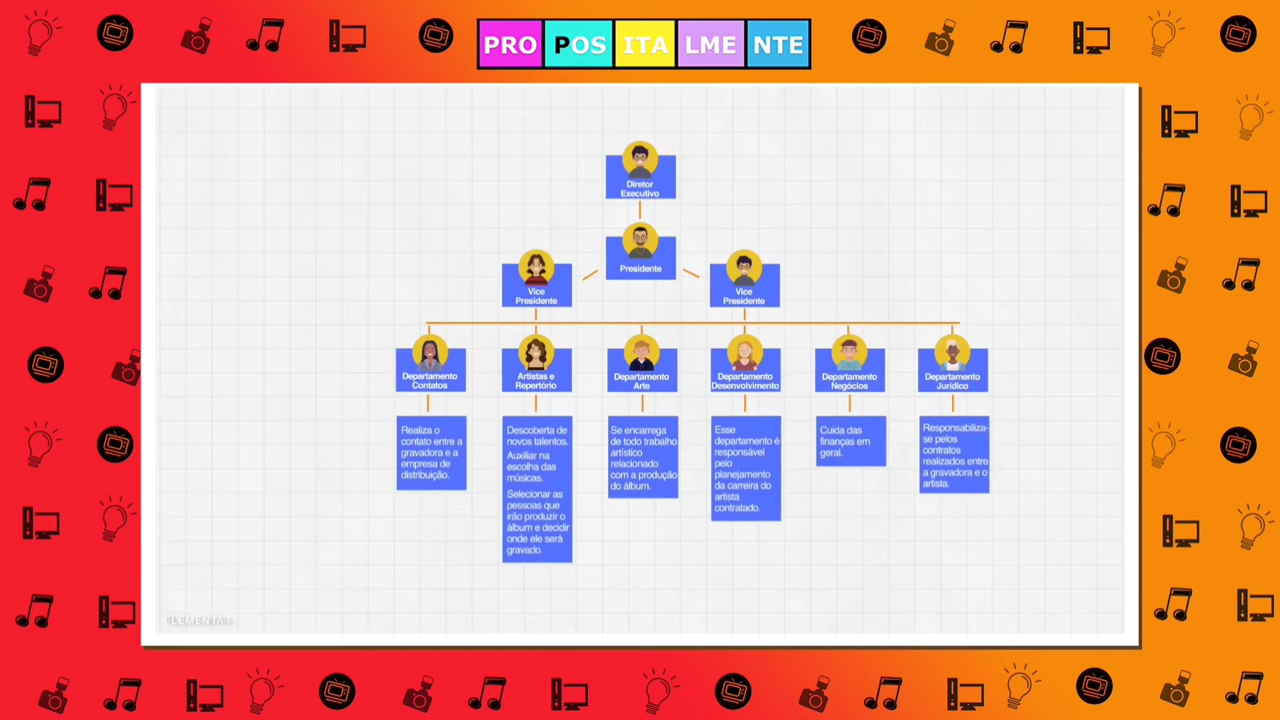 PRO POS ITA LME NTE
Diretor
Executivo
Presidente
Vice
Presidente
Vice
Presidente
Departamento
Contatos
Artistas e
Repertório
Departamento
Arte
Departamento
Desenvolvimento
Departamento
Negócios
Departamento
Jurídico
Realiza o
contato entre a
gravadora e a
empresa de
distribuição.
Descoberta de
novos talentos.
Auxiliar na
escolha das
músicas.
Selecionar as
pessoas que
irão produzir o
álbum e decidir
onde ele será
gravado.
Se encarrega
de todo trabalho
artístico
relacionado
com a produção
do álbum.
Esse
departamento é
responsável
pelo
planejamento
da carreira do
artista
contratado.
Cuida das
finanças em
geral.
Responsabiliza-
se pelos
contratos
realizados entre
a gravadora e o
artista.